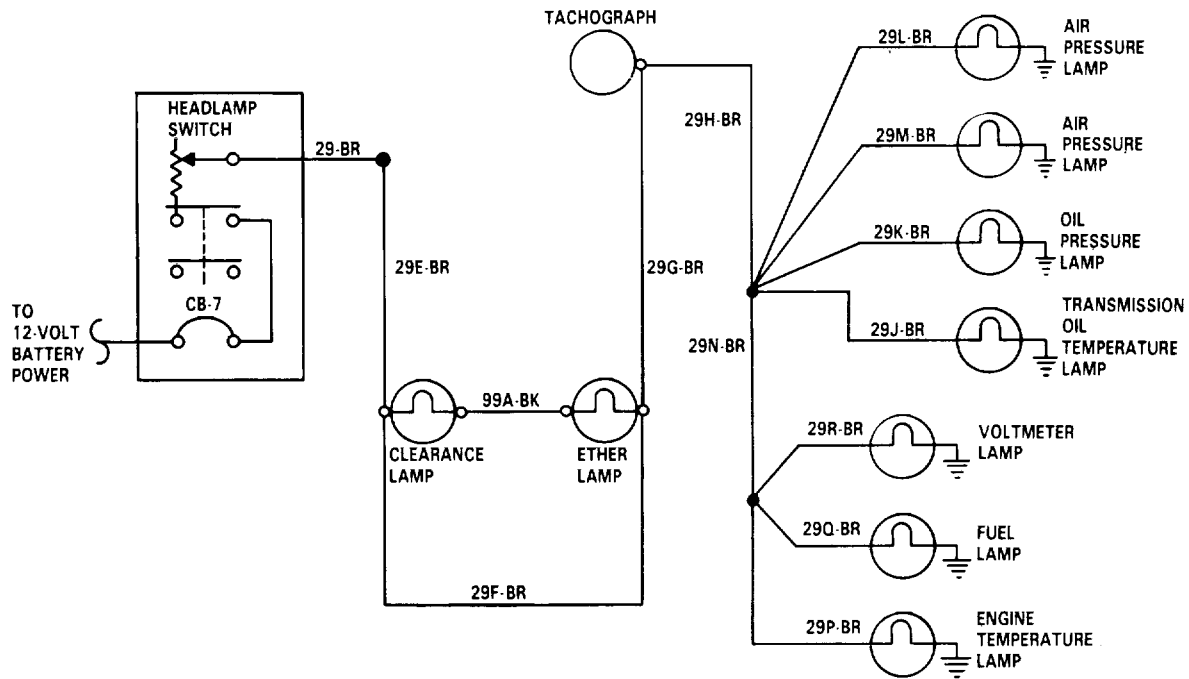 TACHOGRAPH
HEADLAMP
SWITCH
29-BR
CB-7
TO
12-VOLT
BATTERY
POWER
29E-BR
29G-BR
29H-BR
29N-BR
99A-BK
CLEARANCE
LAMP
ETHER
LAMP
29F-BR
29L-BR
AIR
PRESSURE
LAMP
29M-BR
AIR
PRESSURE
LAMP
29K-BR
OIL
PRESSURE
LAMP
29J-BR
TRANSMISSION
OIL
TEMPERATURE
LAMP
29R-BR
VOLTMETER
LAMP
29Q-BR
FUEL
LAMP
29P-BR
ENGINE
TEMPERATURE
LAMP